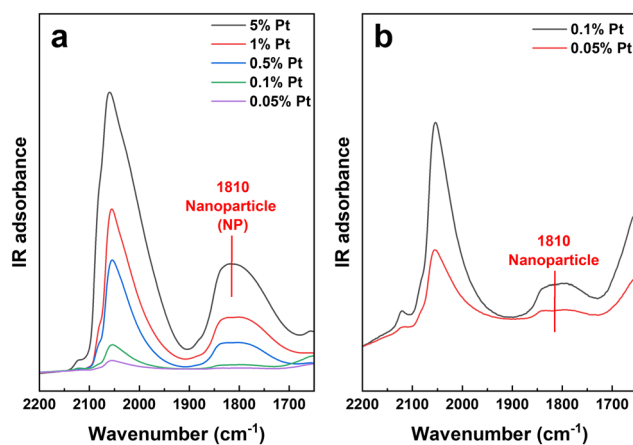 a
5% Pt
1% Pt
0.5% Pt
0.1% Pt
0.05% Pt
1810
Nanoparticle
(NP)
IR adsorbance
2200 2100 2000 1900 1800 1700
Wavenumber (cm⁻¹)
b
0.1% Pt
0.05% Pt
1810
Nanoparticle
IR adsorbance
2200 2100 2000 1900 1800 1700
Wavenumber (cm⁻¹)